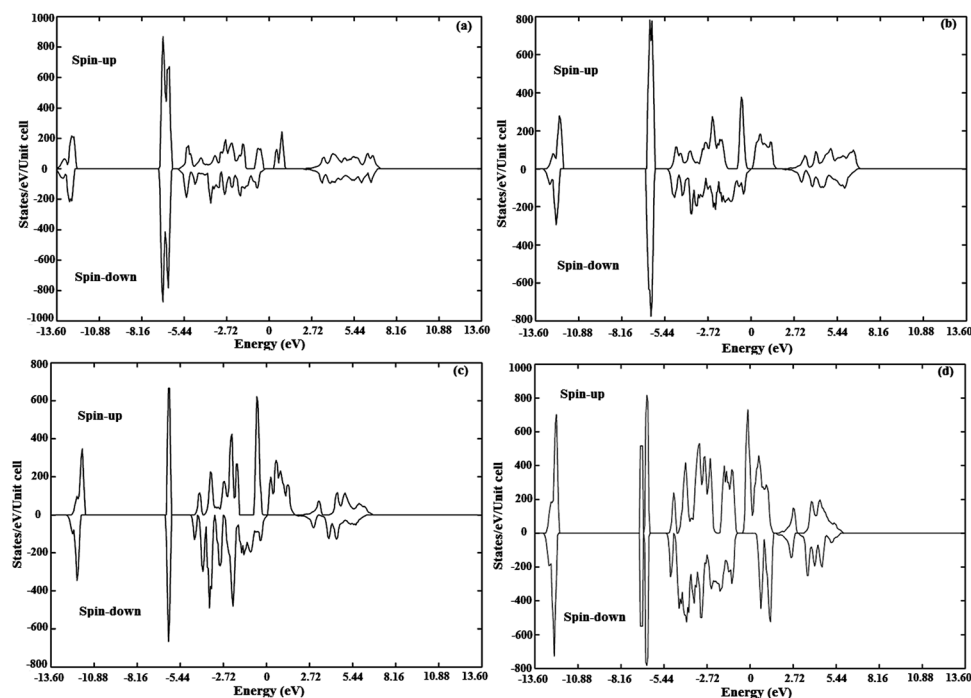 1000
(a)
800
Spin-up
600
400
200
0
-200
-400
-600
Spin-down
-800
-1000
States/eV/Unit cell
-13.60 -10.88 -8.16 -5.44 -2.72 0 2.72 5.44 8.16 10.88 13.60
Energy (eV)
800
(b)
600
Spin-up
400
200
0
-200
-400
-600
Spin-down
-800
States/eV/Unit cell
-13.60 -10.88 -8.16 -5.44 -2.72 0 2.72 5.44 8.16 10.88 13.60
Energy (eV)
800
(c)
600
Spin-up
400
200
0
-200
-400
Spin-down
-600
-800
States/eV/Unit cell
-13.60 -10.88 -8.16 -5.44 -2.72 0 2.72 5.44 8.16 10.88 13.60
Energy (eV)
1000
(d)
800
Spin-up
600
400
200
0
-200
-400
-600
Spin-down
-800
States/eV/Unit cell
-13.60 -10.88 -8.16 -5.44 -2.72 0 2.72 5.44 8.16 10.88 13.60
Energy (eV)